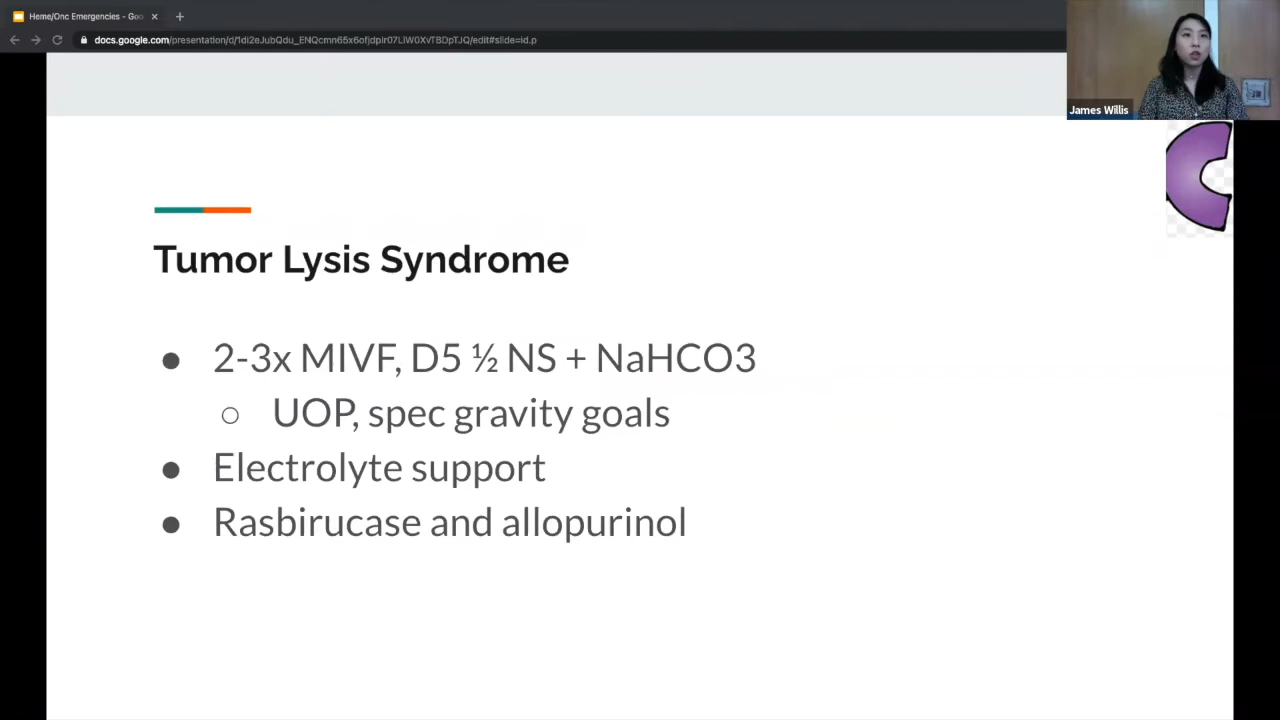 Heme/Onc Emergencies - Goo
docs.google.com/presentation/d/1di2eJubQdu_ENQcmn65x6ofjdpIr07LIW0XvTBDpTJQ/edit#slide=id.p
James Willis
C
Tumor Lysis Syndrome
● 2-3x MIVF, D5 ½ NS + NaHCO3
○ UOP, spec gravity goals
● Electrolyte support
● Rasbirucase and allopurinol